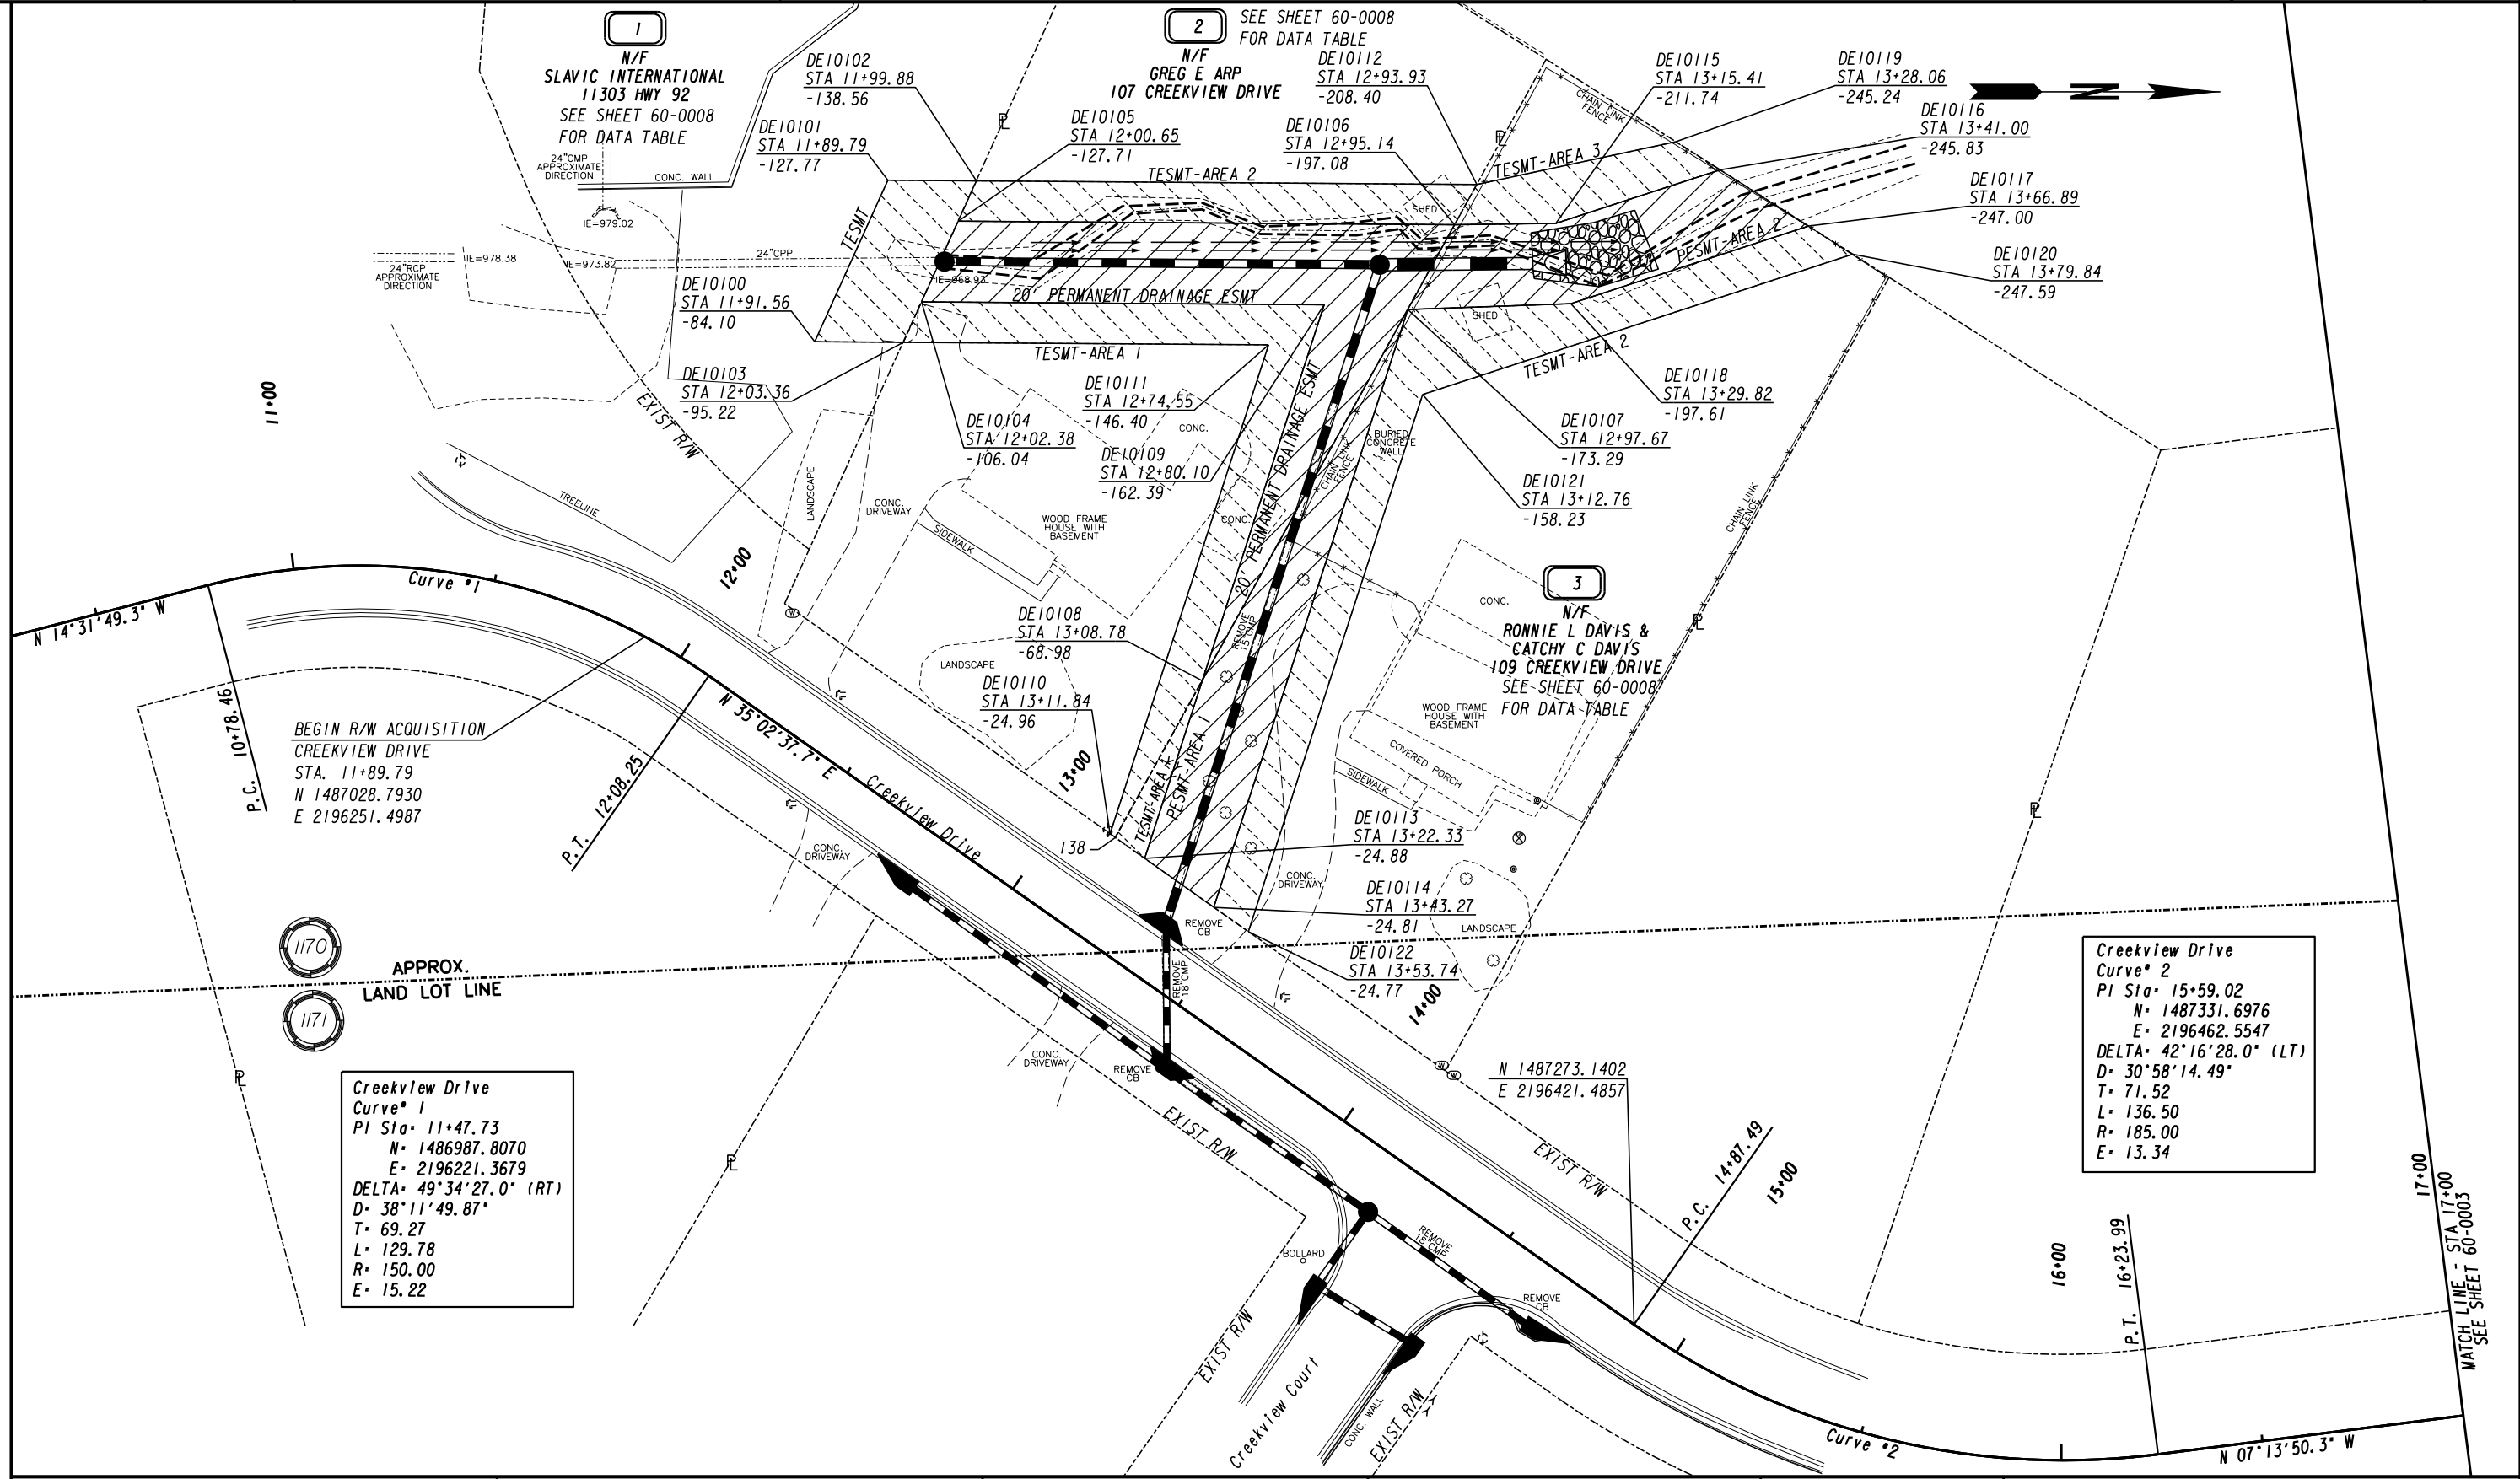 1
N/F
SLAVIC INTERNATIONAL
11303 HWY 92
SEE SHEET 60-0008
FOR DATA TABLE
2
SEE SHEET 60-0008
FOR DATA TABLE
N/F
GREG E ARP
107 CREEKVIEW DRIVE
DE10102
STA 11+99.88
-138.56
DE10101
STA 11+89.79
-127.77
DE10105
STA 12+00.65
-127.71
DE10112
STA 12+93.93
-208.40
DE10106
STA 12+95.14
-197.08
DE10115
STA 13+15.41
-211.74
DE10119
STA 13+28.06
-245.24
DE10116
STA 13+41.00
-245.83
DE10117
STA 13+66.89
-247.00
DE10120
STA 13+79.84
-247.59
N
CHAIN LINK
FENCE
24"CMP
APPROXIMATE
DIRECTION
CONC. WALL
IE=979.02
24"RCP
APPROXIMATE
DIRECTION
IE=978.38
IE=973.82
24"CPP
IE=968.93
TESMT
TESMT-AREA 2
TESMT-AREA 3
SHED
PESMT-AREA 2
20' PERMANENT DRAINAGE ESMT
TESMT-AREA 1
SHED
TESMT-AREA 2
DE10100
STA 11+91.56
-84.10
DE10103
STA 12+03.36
-95.22
DE10104
STA 12+02.38
-106.04
DE10111
STA 12+74.55
-146.40
DE10109
STA 12+80.10
-162.39
DE10118
STA 13+29.82
-197.61
DE10107
STA 12+97.67
-173.29
DE10121
STA 13+12.76
-158.23
11+00
EXIST R/W
TREELINE
LANDSCAPE
CONC.
DRIVEWAY
SIDEWALK
WOOD FRAME
HOUSE WITH
BASEMENT
CONC.
CONC.
20' PERMANENT DRAINAGE ESMT
CHAIN LINK
FENCE
BURIED
CONCRETE
WALL
CHAIN LINK
FENCE
12+00
Curve #1
N 14°31'49.3" W
P.C. 10+78.46
BEGIN R/W ACQUISITION
CREEKVIEW DRIVE
STA. 11+89.79
N 1487028.7930
E 2196251.4987
P.T. 12+08.25
N 35°02'37.7" E
Creekview Drive
DE10108
STA 13+08.78
-68.98
LANDSCAPE
DE10110
STA 13+11.84
-24.96
REMOVE
15 CMP
TESMT-AREA 1
PESMT-AREA 1
13+00
138
3
N/F
RONNIE L DAVIS &
CATCHY C DAVIS
109 CREEKVIEW DRIVE
SEE SHEET 60-0008
FOR DATA TABLE
CONC.
WOOD FRAME
HOUSE WITH
BASEMENT
COVERED PORCH
SIDEWALK
DE10113
STA 13+22.33
-24.88
DE10114
STA 13+43.27
-24.81
DE10122
STA 13+53.74
-24.77
CONC.
DRIVEWAY
LANDSCAPE
CONC.
DRIVEWAY
REMOVE
CB
REMOVE
18 CMP
14+00
1170
APPROX.
LAND LOT LINE
1171
CONC.
DRIVEWAY
REMOVE
CB
EXIST R/W
N 1487273.1402
E 2196421.4857
Creekview Drive
Curve# 1
PI Sta= 11+47.73
N= 1486987.8070
E= 2196221.3679
DELTA= 49°34'27.0" (RT)
D= 38°11'49.87"
T= 69.27
L= 129.78
R= 150.00
E= 15.22
Creekview Drive
Curve# 2
PI Sta= 15+59.02
N= 1487331.6976
E= 2196462.5547
DELTA= 42°16'28.0" (LT)
D= 30°58'14.49"
T= 71.52
L= 136.50
R= 185.00
E= 13.34
EXIST R/W
P.C. 14+87.49
15+00
REMOVE
18 CMP
BOLLARD
REMOVE
CB
EXIST R/W
Creekview Court
CONC. WALL
EXIST R/W
16+00
P.T. 16+23.99
17+00
MATCH LINE - STA 17+00
SEE SHEET 60-0003
Curve #2
N 07°13'50.3" W